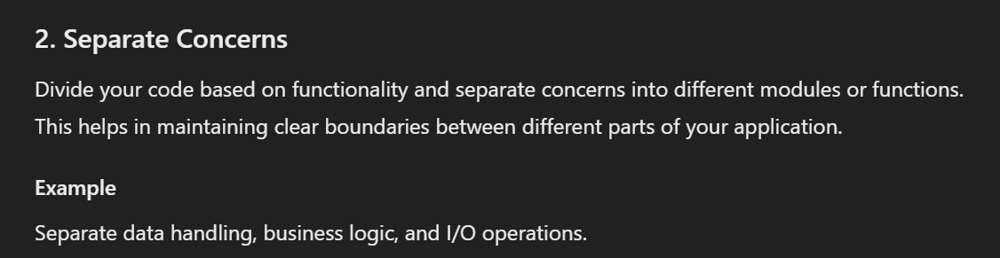 2. Separate Concerns
Divide your code based on functionality and separate concerns into different modules or functions.
This helps in maintaining clear boundaries between different parts of your application.
Example
Separate data handling, business logic, and I/O operations.